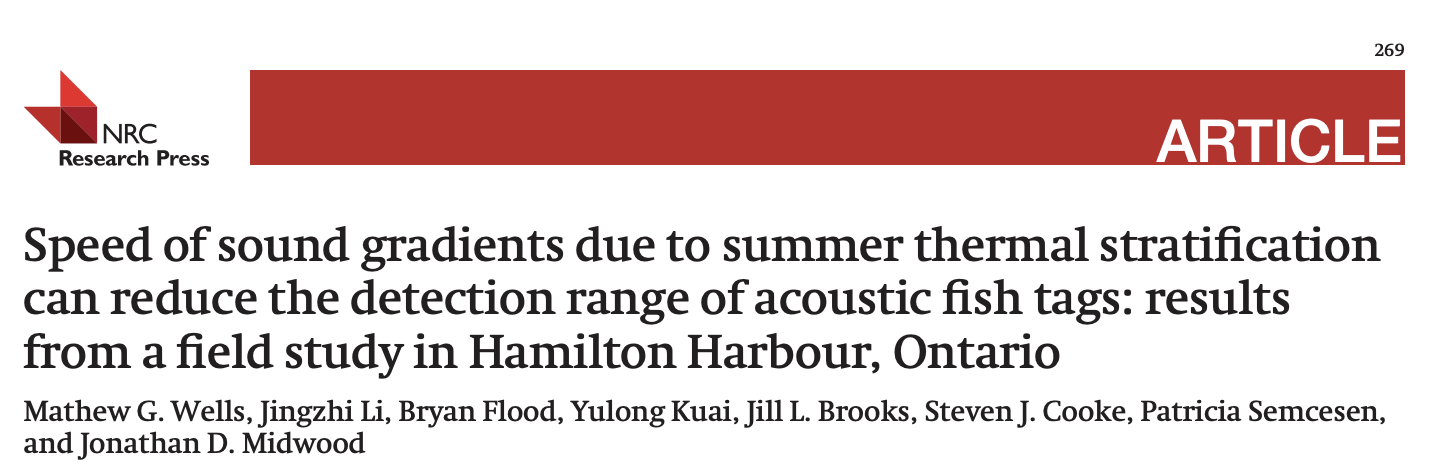 269
NRC
Research Press
ARTICLE
Speed of sound gradients due to summer thermal stratification
can reduce the detection range of acoustic fish tags: results
from a field study in Hamilton Harbour, Ontario
Mathew G. Wells, Jingzhi Li, Bryan Flood, Yulong Kuai, Jill L. Brooks, Steven J. Cooke, Patricia Semcesen,
and Jonathan D. Midwood